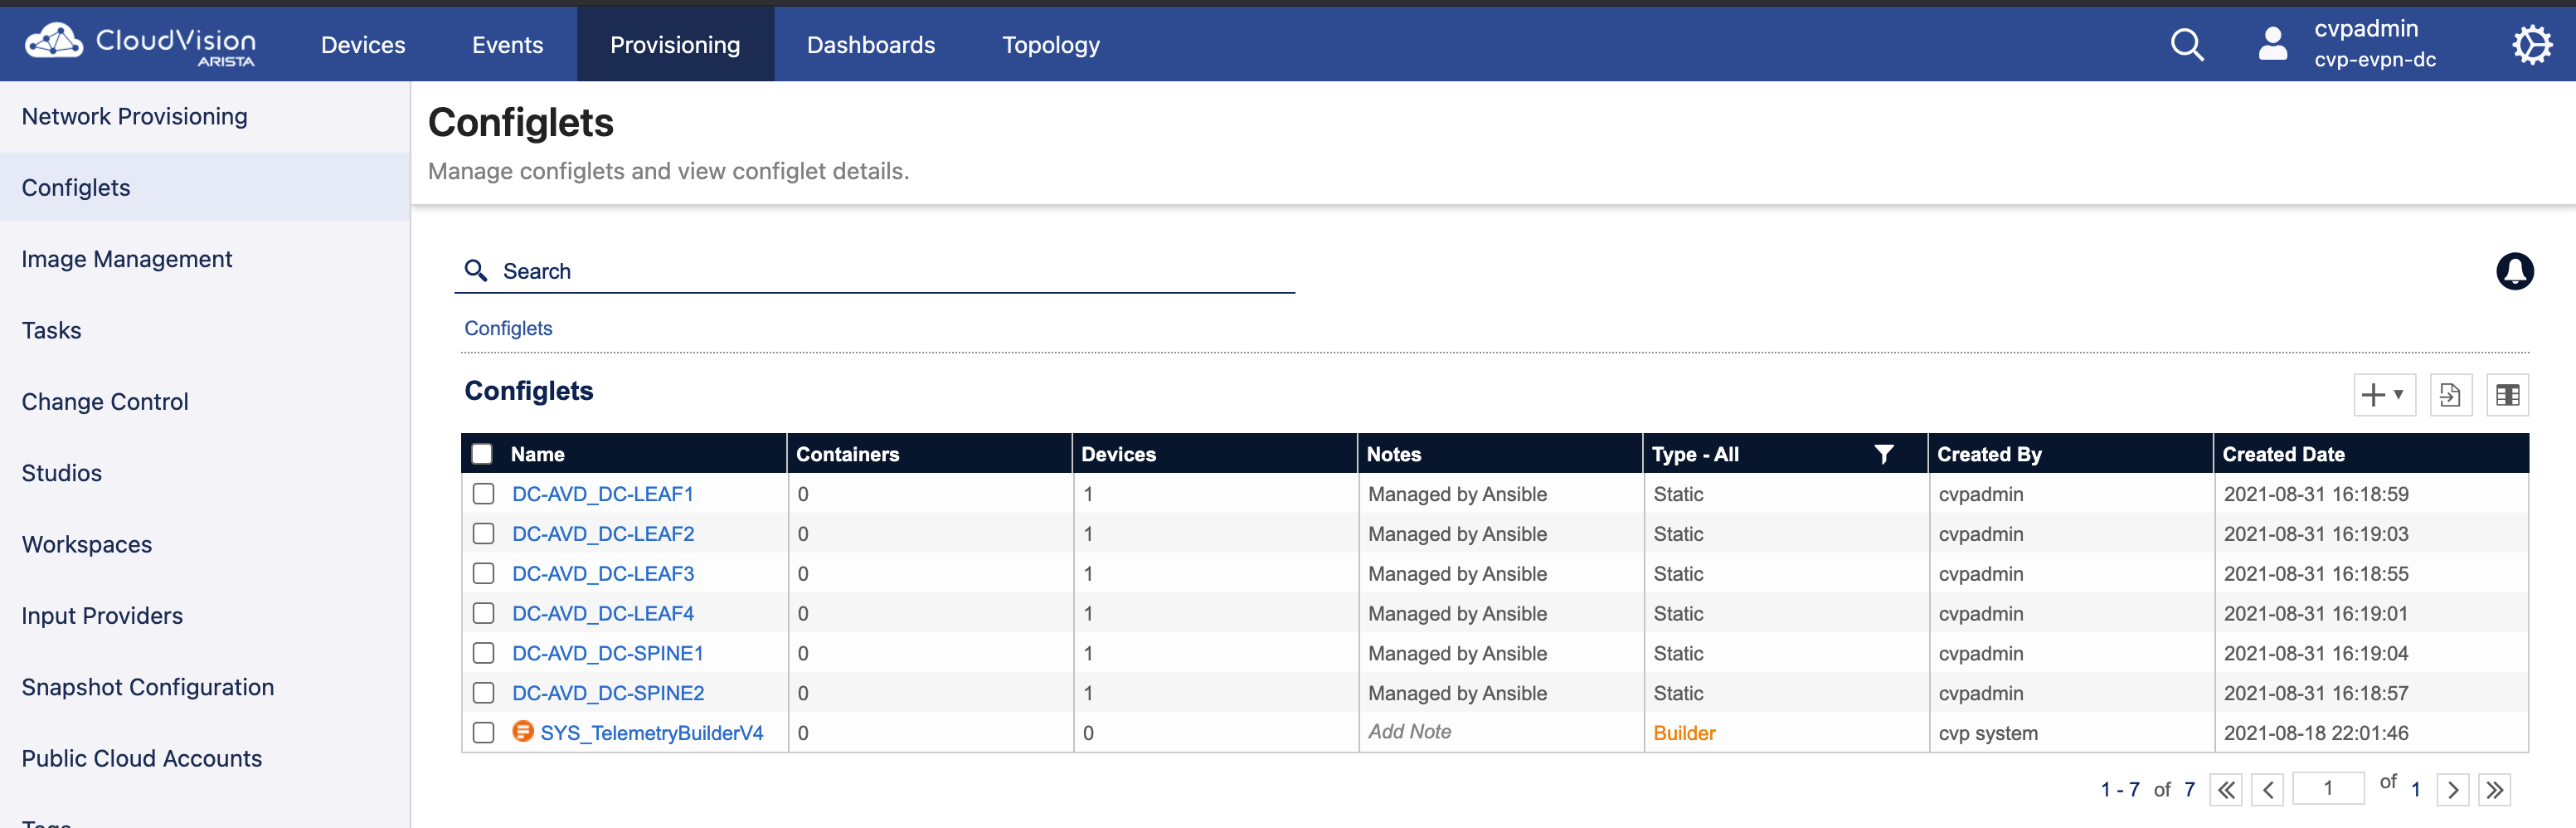 CloudVision
ARISTA
Devices
Events
Provisioning
Dashboards
Topology
cvpadmin
cvp-evpn-dc
Network Provisioning
Configlets
Image Management
Tasks
Change Control
Studios
Workspaces
Input Providers
Snapshot Configuration
Public Cloud Accounts
Tags
Configlets
Manage configlets and view configlet details.
Search
Configlets
Configlets
Name Containers Devices Notes Type - All Created By Created Date
DC-AVD_DC-LEAF1 0 1 Managed by Ansible Static cvpadmin 2021-08-31 16:18:59
DC-AVD_DC-LEAF2 0 1 Managed by Ansible Static cvpadmin 2021-08-31 16:19:03
DC-AVD_DC-LEAF3 0 1 Managed by Ansible Static cvpadmin 2021-08-31 16:18:55
DC-AVD_DC-LEAF4 0 1 Managed by Ansible Static cvpadmin 2021-08-31 16:19:01
DC-AVD_DC-SPINE1 0 1 Managed by Ansible Static cvpadmin 2021-08-31 16:19:04
DC-AVD_DC-SPINE2 0 1 Managed by Ansible Static cvpadmin 2021-08-31 16:18:57
SYS_TelemetryBuilderV4 0 0 Add Note Builder cvp system 2021-08-18 22:01:46
1 - 7 of 7 1 of 1